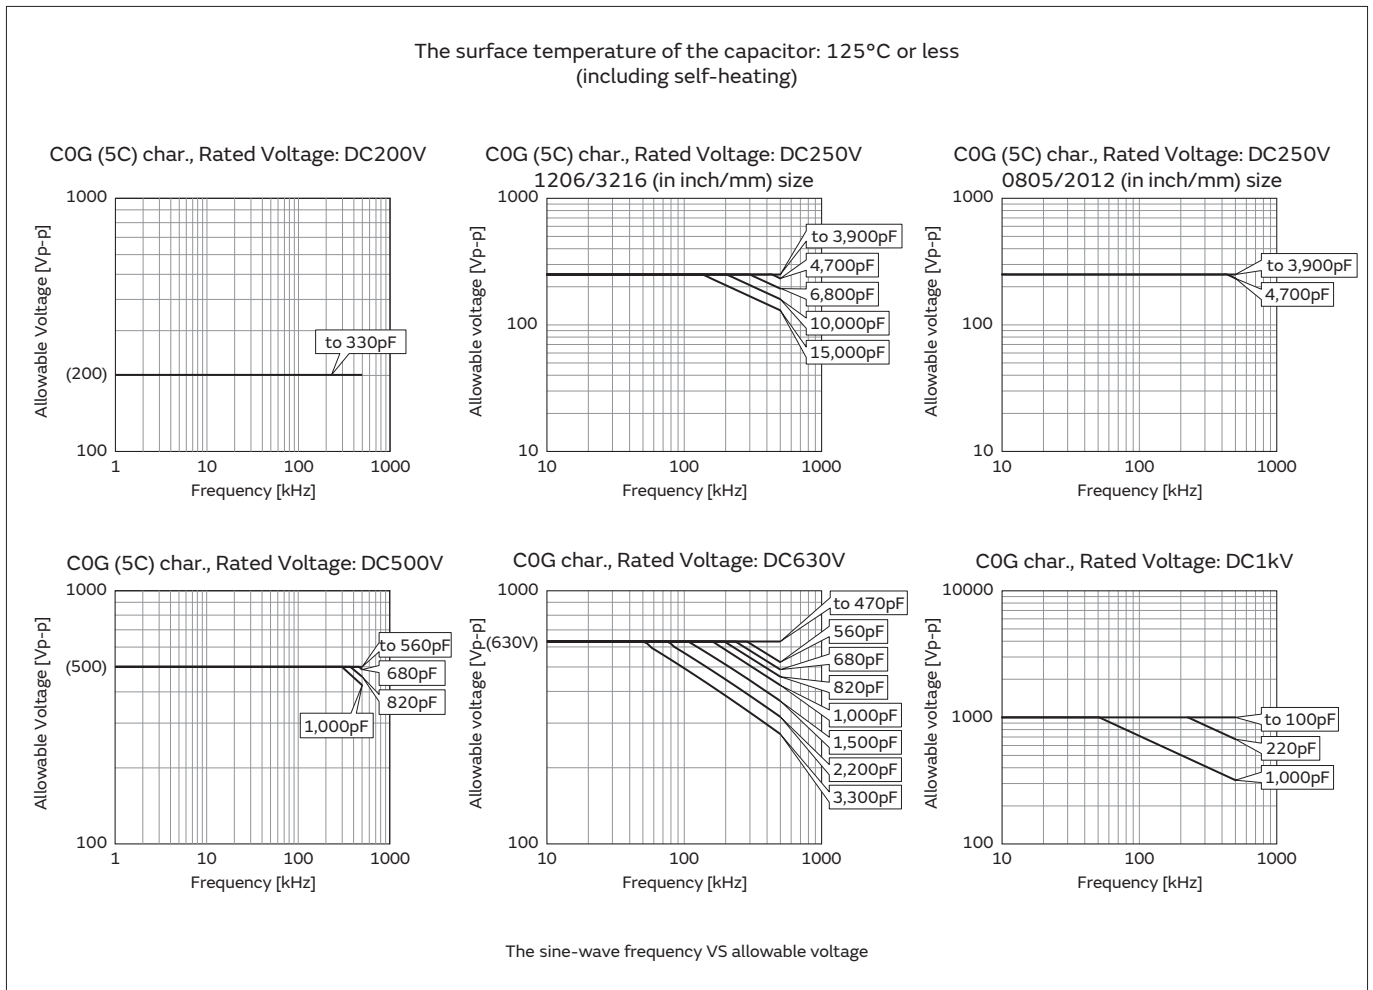 The surface temperature of the capacitor: 125°C or less
(including self-heating)
C0G (5C) char., Rated Voltage: DC200V
Allowable Voltage [Vp-p]
1000
(200)
100
to 330pF
1
10
100
1000
Frequency [kHz]
C0G (5C) char., Rated Voltage: DC250V
1206/3216 (in inch/mm) size
Allowable voltage [Vp-p]
1000
100
10
to 3,900pF
4,700pF
6,800pF
10,000pF
15,000pF
10
100
1000
Frequency [kHz]
C0G (5C) char., Rated Voltage: DC250V
0805/2012 (in inch/mm) size
Allowable voltage [Vp-p]
1000
100
10
to 3,900pF
4,700pF
10
100
1000
Frequency [kHz]
C0G (5C) char., Rated Voltage: DC500V
Allowable Voltage [Vp-p]
1000
(500)
100
to 560pF
680pF
820pF
1,000pF
1
10
100
1000
Frequency [kHz]
C0G char., Rated Voltage: DC630V
Allowable voltage [Vp-p]
1000
(630V)
100
to 470pF
560pF
680pF
820pF
1,000pF
1,500pF
2,200pF
3,300pF
10
100
1000
Frequency [kHz]
C0G char., Rated Voltage: DC1kV
Allowable voltage [Vp-p]
10000
1000
100
to 100pF
220pF
1,000pF
10
100
1000
Frequency [kHz]
The sine-wave frequency VS allowable voltage